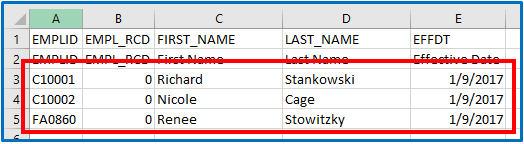 A B C D E
1 EMPLID EMPL_RCD FIRST_NAME LAST_NAME EFFDT
2 EMPLID EMPL_RCD First Name Last Name Effective Date
3 C10001 0 Richard Stankowski 1/9/2017
4 C10002 0 Nicole Cage 1/9/2017
5 FA0860 0 Renee Stowitzky 1/9/2017